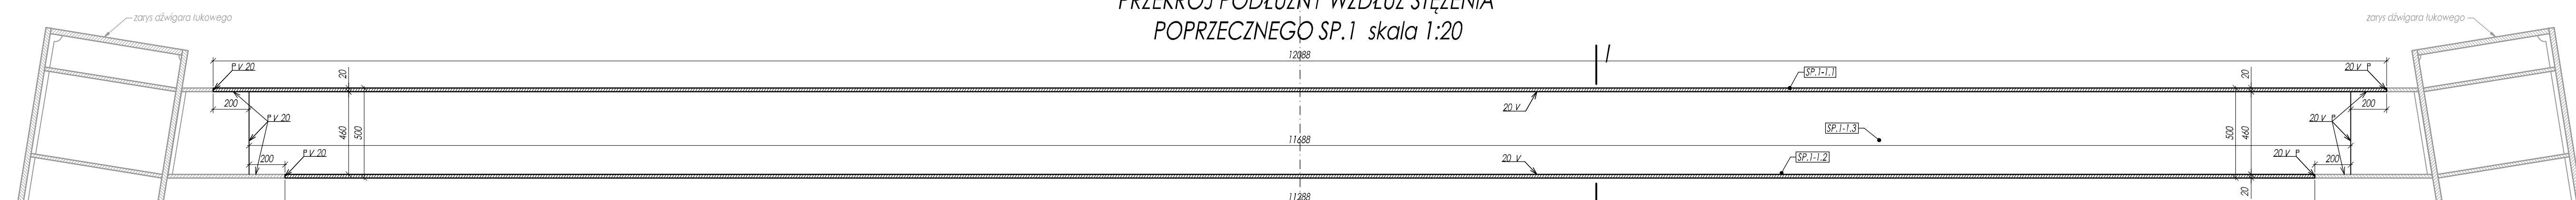 PRZEKRÓJ PODŁUŻNY WZDŁUŻ STĘŻENIA
POPRZECZNEGO SP.1 skala 1:20
zarys dźwigara łukowego
zarys dźwigara łukowego
12088
P V 20
20
SP.1-1.1
20
20 V P
200
20 V
200
P V 20
460
500
SP.1-1.3
500
460
20 V P
11688
200
P V 20
20 V
SP.1-1.2
20 V P
200
20
11288